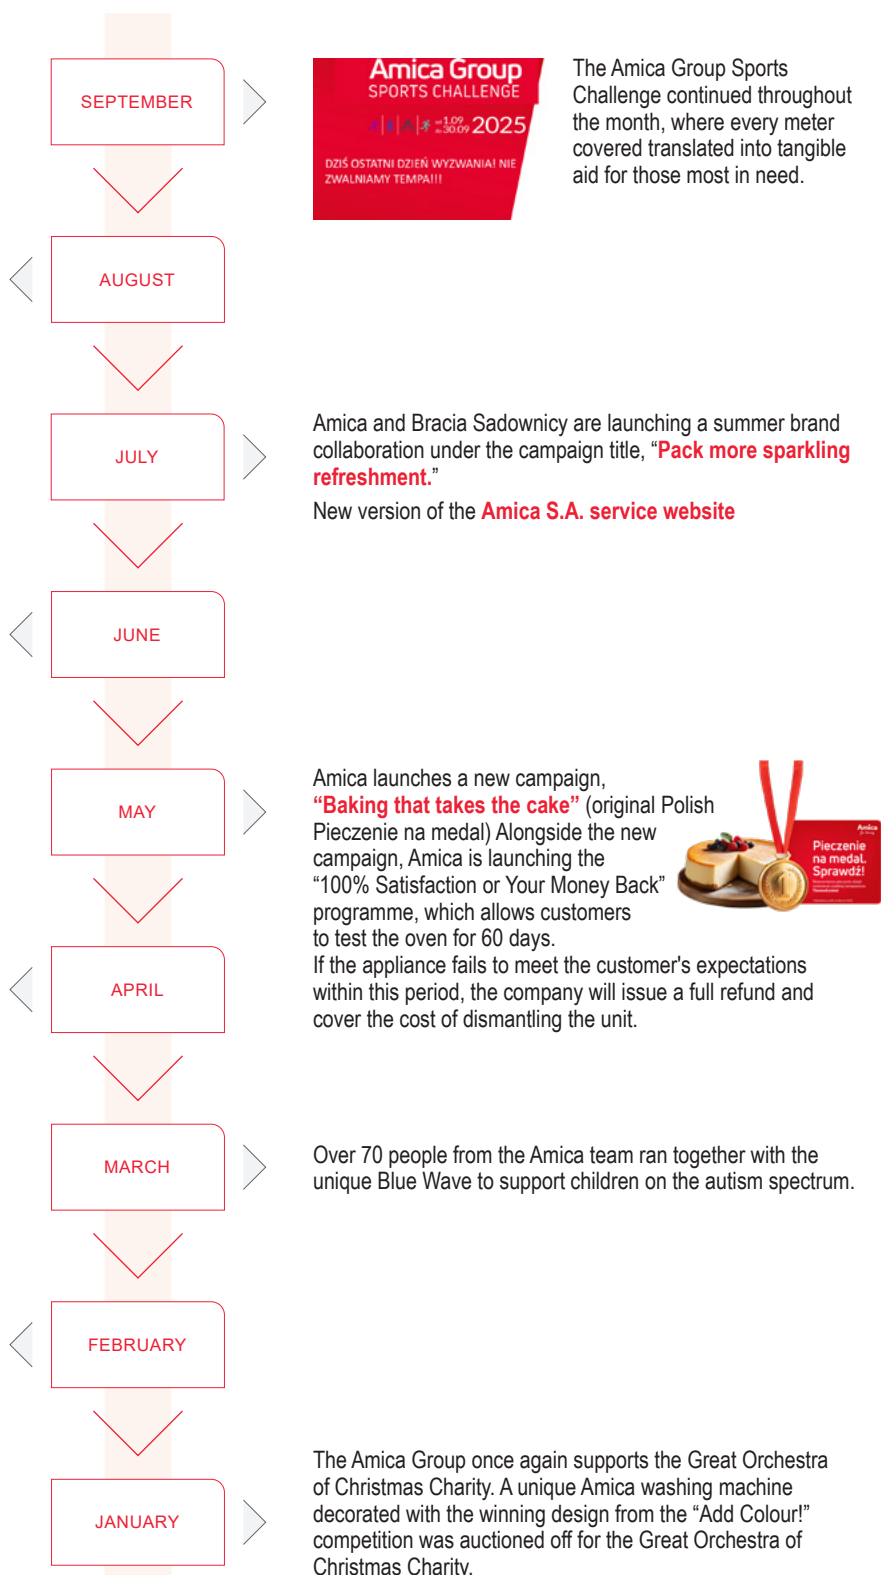 SEPTEMBER
Amica Group
SPORTS CHALLENGE
od 1.09
do 30.09 2025
DZIŚ OSTATNI DZIEŃ WYZWANIA! NIE
ZWALNIAMY TEMPA!!!
The Amica Group Sports
Challenge continued throughout
the month, where every meter
covered translated into tangible
aid for those most in need.
AUGUST
JULY
Amica and Bracia Sadownicy are launching a summer brand
collaboration under the campaign title, “Pack more sparkling
refreshment.”
New version of the Amica S.A. service website
JUNE
MAY
Amica launches a new campaign,
“Baking that takes the cake” (original Polish
Pieczenie na medal) Alongside the new
campaign, Amica is launching the
“100% Satisfaction or Your Money Back”
programme, which allows customers
to test the oven for 60 days.
If the appliance fails to meet the customer's expectations
within this period, the company will issue a full refund and
cover the cost of dismantling the unit.
Amica
Pieczenie
na medal.
Sprawdź!
1
APRIL
MARCH
Over 70 people from the Amica team ran together with the
unique Blue Wave to support children on the autism spectrum.
FEBRUARY
JANUARY
The Amica Group once again supports the Great Orchestra
of Christmas Charity. A unique Amica washing machine
decorated with the winning design from the “Add Colour!”
competition was auctioned off for the Great Orchestra of
Christmas Charity.